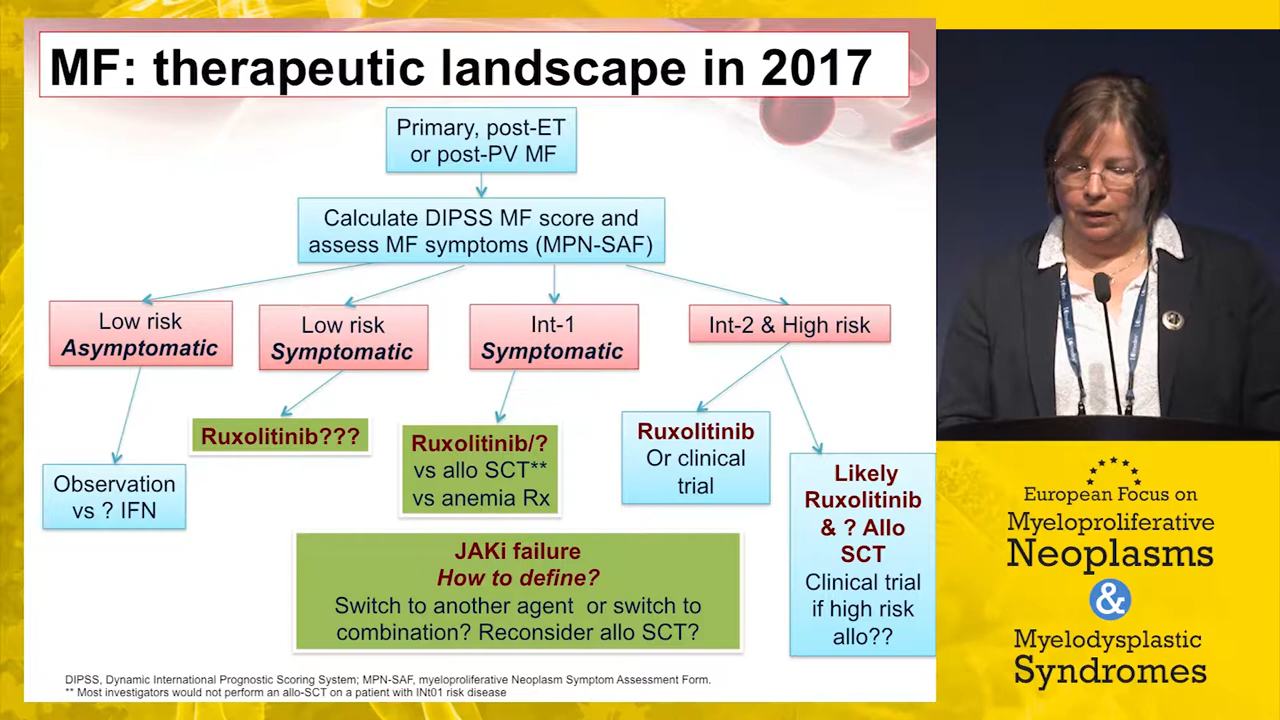 MF: therapeutic landscape in 2017
Primary, post-ET
or post-PV MF
Calculate DIPSS MF score and
assess MF symptoms (MPN-SAF)
Low risk
Asymptomatic
Low risk
Symptomatic
Int-1
Symptomatic
Int-2 & High risk
Observation
vs ? IFN
Ruxolitinib???
Ruxolitinib/?
vs allo SCT**
vs anemia Rx
Ruxolitinib
Or clinical
trial
Likely
Ruxolitinib
& ? Allo
SCT
Clinical trial
if high risk
allo??
JAKi failure
How to define?
Switch to another agent or switch to
combination? Reconsider allo SCT?
DIPSS, Dynamic International Prognostic Scoring System; MPN-SAF, myeloproliferative Neoplasm Symptom Assessment Form.
** Most investigators would not perform an allo-SCT on a patient with INt01 risk disease
European Focus on
Myeloproliferative
Neoplasms
&
Myelodysplastic
Syndromes